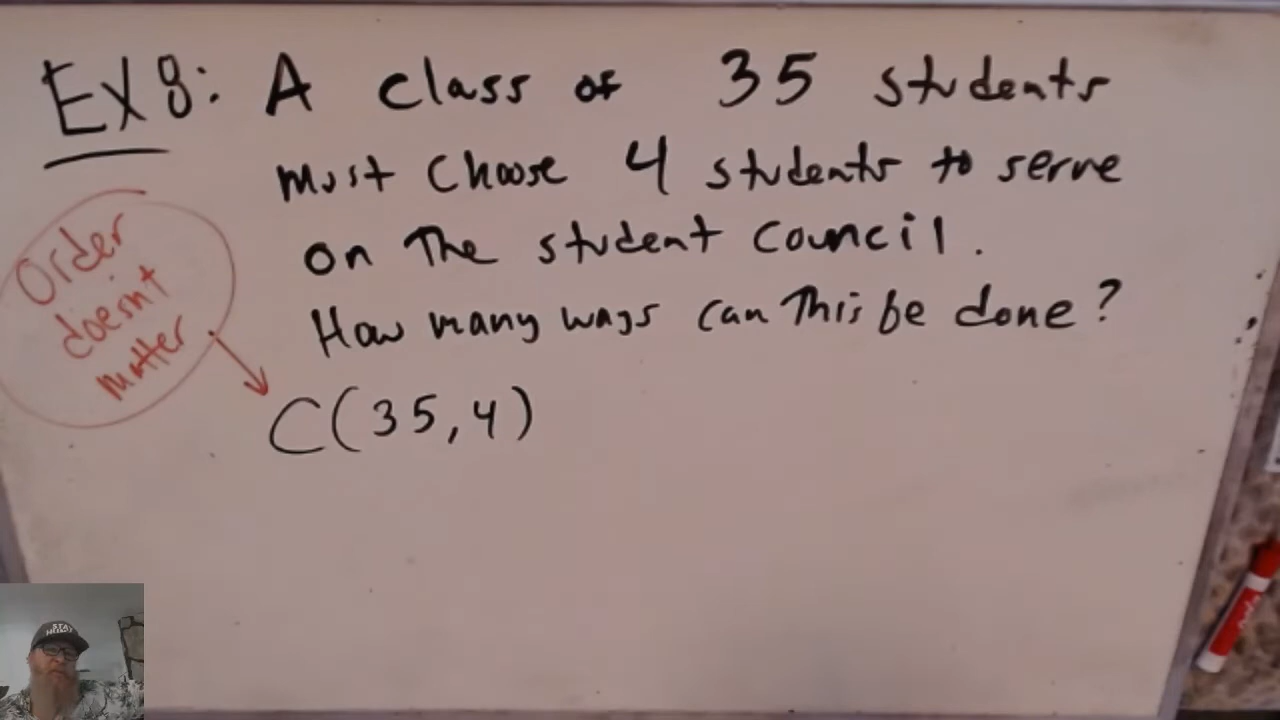 Ex 8: A class of 35 students
must choose 4 students to serve
on The student council.
How many ways can This be done?
Order
doesn't
matter
C(35,4)
STAY